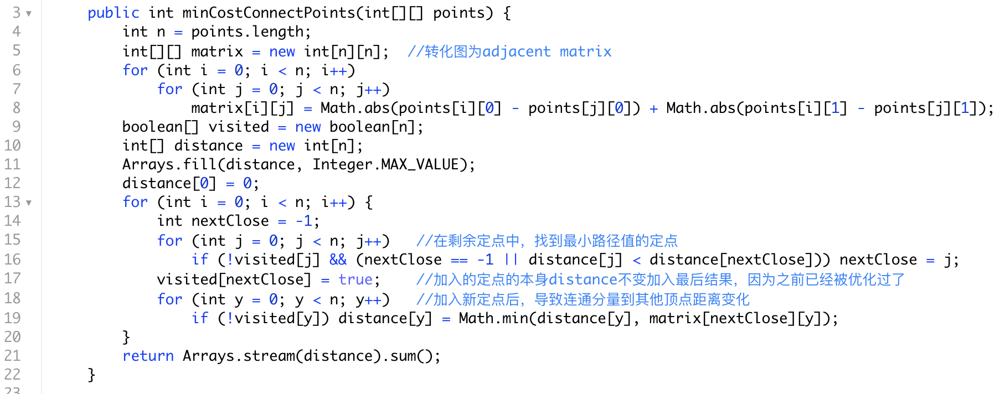 3 public int minCostConnectPoints(int[][] points) {
4 int n = points.length;
5 int[][] matrix = new int[n][n]; //转化图为adjacent matrix
6 for (int i = 0; i < n; i++)
7 for (int j = 0; j < n; j++)
8 matrix[i][j] = Math.abs(points[i][0] - points[j][0]) + Math.abs(points[i][1] - points[j][1]);
9 boolean[] visited = new boolean[n];
10 int[] distance = new int[n];
11 Arrays.fill(distance, Integer.MAX_VALUE);
12 distance[0] = 0;
13 for (int i = 0; i < n; i++) {
14 int nextClose = -1;
15 for (int j = 0; j < n; j++) //在剩余定点中，找到最小路径值的定点
16 if (!visited[j] && (nextClose == -1 || distance[j] < distance[nextClose])) nextClose = j;
17 visited[nextClose] = true; //加入的定点的本身distance不变加入最后结果，因为之前已经被优化过了
18 for (int y = 0; y < n; y++) //加入新定点后，导致连通分量到其他顶点距离变化
19 if (!visited[y]) distance[y] = Math.min(distance[y], matrix[nextClose][y]);
20 }
21 return Arrays.stream(distance).sum();
22 }
23